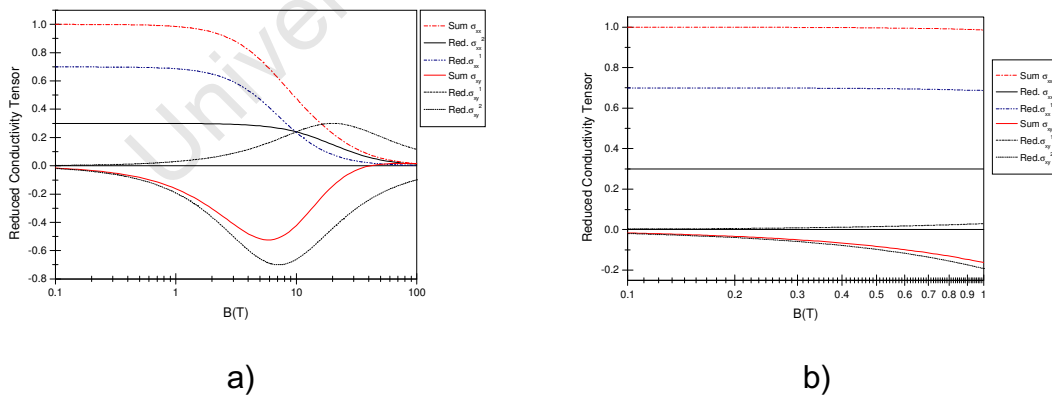 Univer
Reduced Conductivity Tensor
1.0
0.8
0.6
0.4
0.2
0.0
-0.2
-0.4
-0.6
-0.8
0.1
1
10
100
B(T)
Sum σxx
Red. σxx2
Red.σxx1
Sum σxy
Red.σxy1
Red.σxy2
a)
Reduced Conductivity Tensor
1.0
0.8
0.6
0.4
0.2
0.0
-0.2
0.1
0.2
0.3
0.4
0.5
0.6
0.7
0.8
0.9
1
B(T)
Sum σxx
Red. σxx
Red.σxx1
Sum σxy
Red.σxy1
Red.σxy2
b)